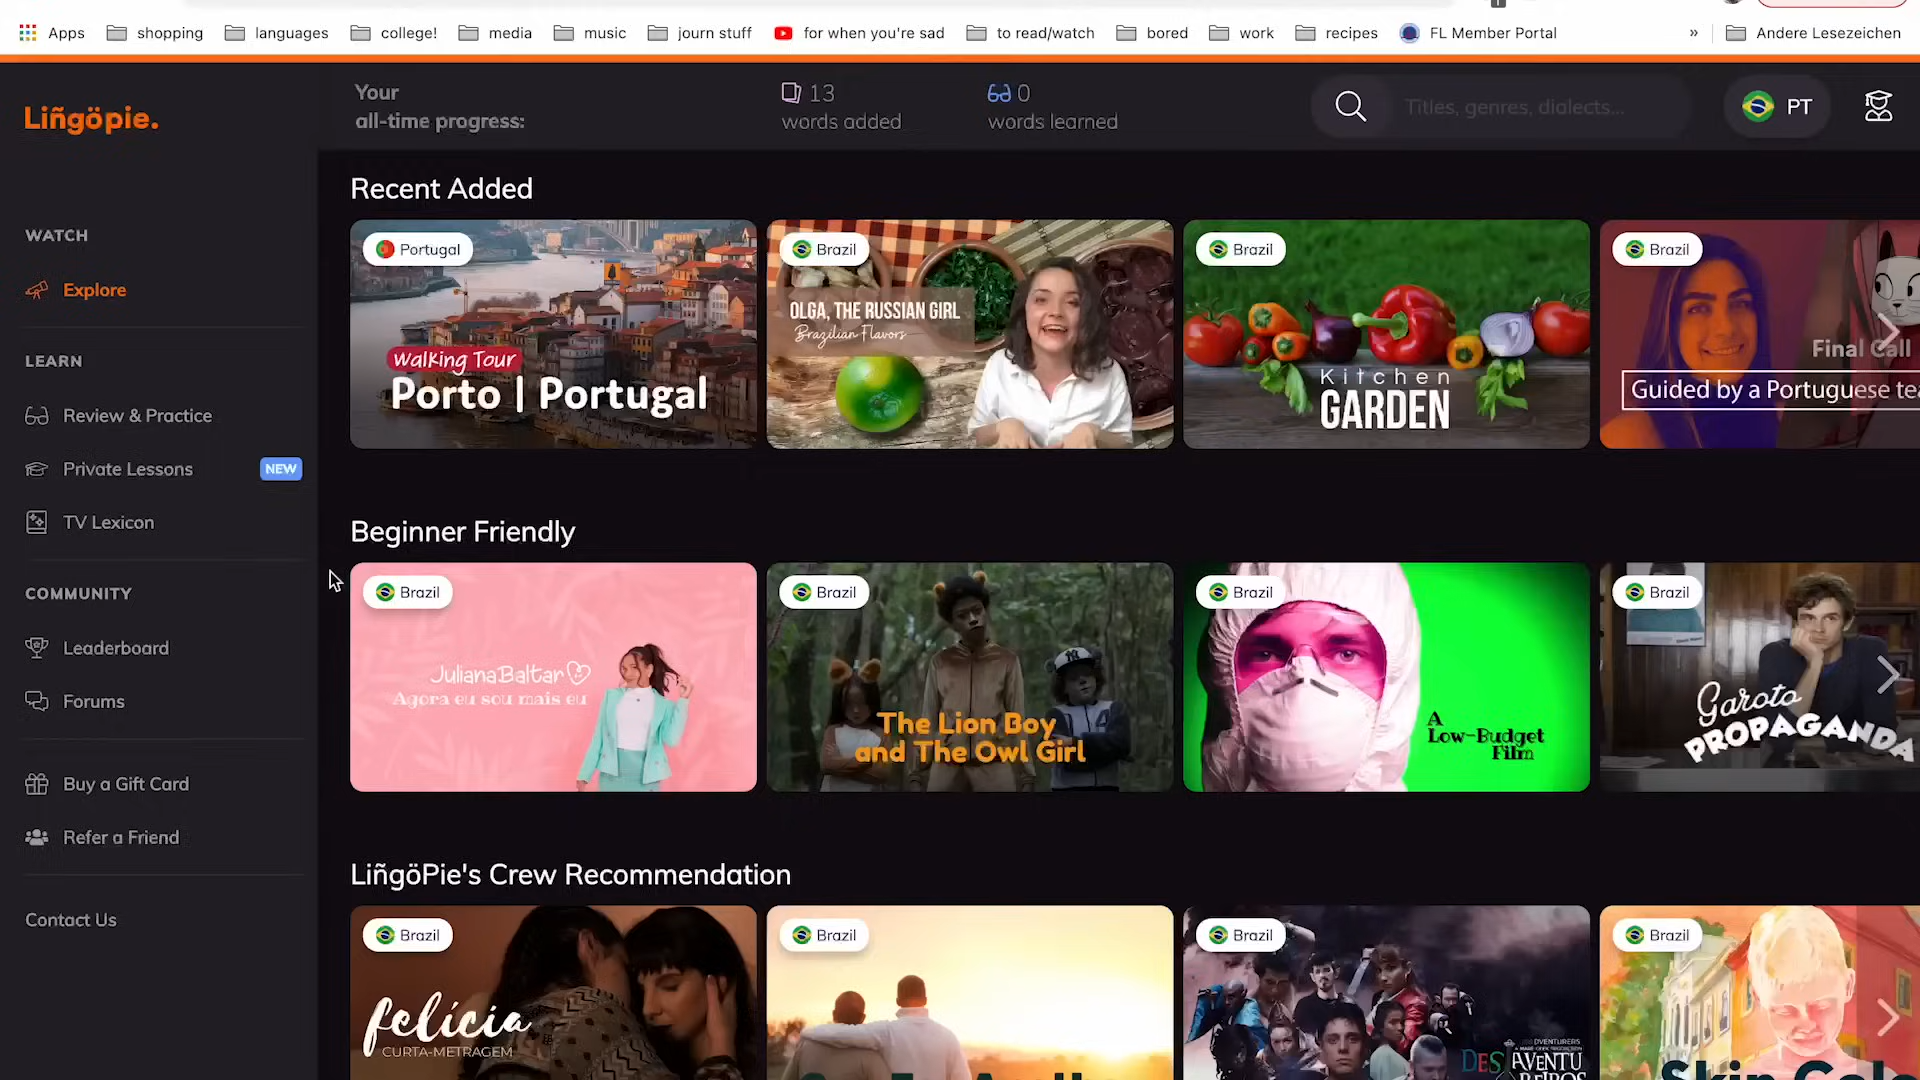 Apps shopping languages college! media music journ stuff for when you're sad to read/watch bored work recipes FL Member Portal » Andere Lesezeichen
Liñgöpie.
Your
all-time progress:
13
words added
0
words learned
Titles, genres, dialects...
PT
WATCH
Explore
LEARN
Review & Practice
Private Lessons NEW
TV Lexicon
COMMUNITY
Leaderboard
Forums
Buy a Gift Card
Refer a Friend
Contact Us
Recent Added
Portugal
Walking Tour
Porto | Portugal
Brazil
OLGA, THE RUSSIAN GIRL
Brazilian Flavors
Brazil
Kitchen
GARDEN
Brazil
Final Call
Guided by a Portuguese tea
Beginner Friendly
Brazil
JulianaBaltar
Agora eu sou mais eu
Brazil
The Lion Boy
and The Owl Girl
Brazil
A
Low-Budget
Film
Brazil
Garoto
PROPAGANDA
LiñgöPie's Crew Recommendation
Brazil
felícia
CURTA-METRAGEM
Brazil
Brazil
DESAVENTU
Brazil
Skin Colo